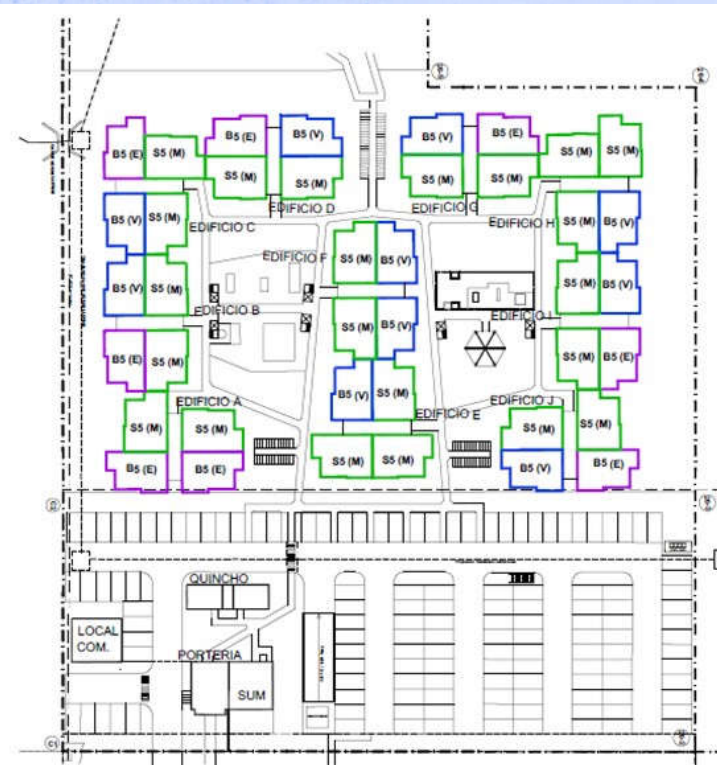 B5 (E)
S5 (M)
B5 (E)
B5 (V)
B5 (V)
B5 (E)
S5 (M)
S5 (M)
S5 (M)
S5 (M)
S5 (M)
S5 (M)
S5 (M)
EDIFICIO D
EDIFICIO G
B5 (V)
S5 (M)
EDIFICIO C
EDIFICIO H
S5 (M)
B5 (V)
EDIFICIO F
S5 (M)
B5 (V)
B5 (V)
S5 (M)
S5 (M)
B5 (V)
EDIFICIO B
EDIFICIO I
S5 (M)
B5 (V)
B5 (E)
S5 (M)
S5 (M)
B5 (E)
B5 (V)
S5 (M)
EDIFICIO A
EDIFICIO E
EDIFICIO J
S5 (M)
S5 (M)
S5 (M)
S5 (M)
B5 (E)
B5 (E)
S5 (M)
S5 (M)
B5 (V)
B5 (E)
QUINCHO
LOCAL
COM.
PORTERIA
SUM
C1